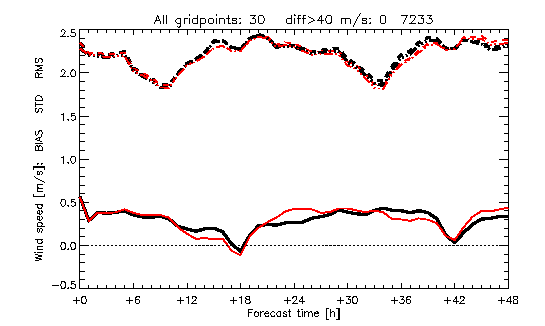 All gridpoints: 30 diff>40 m/s: 0 7233
Wind speed [m/s]: BIAS STD RMS
2.5
2.0
1.5
1.0
0.5
0.0
−0.5
+0 +6 +12 +18 +24 +30 +36 +42 +48
Forecast time [h]